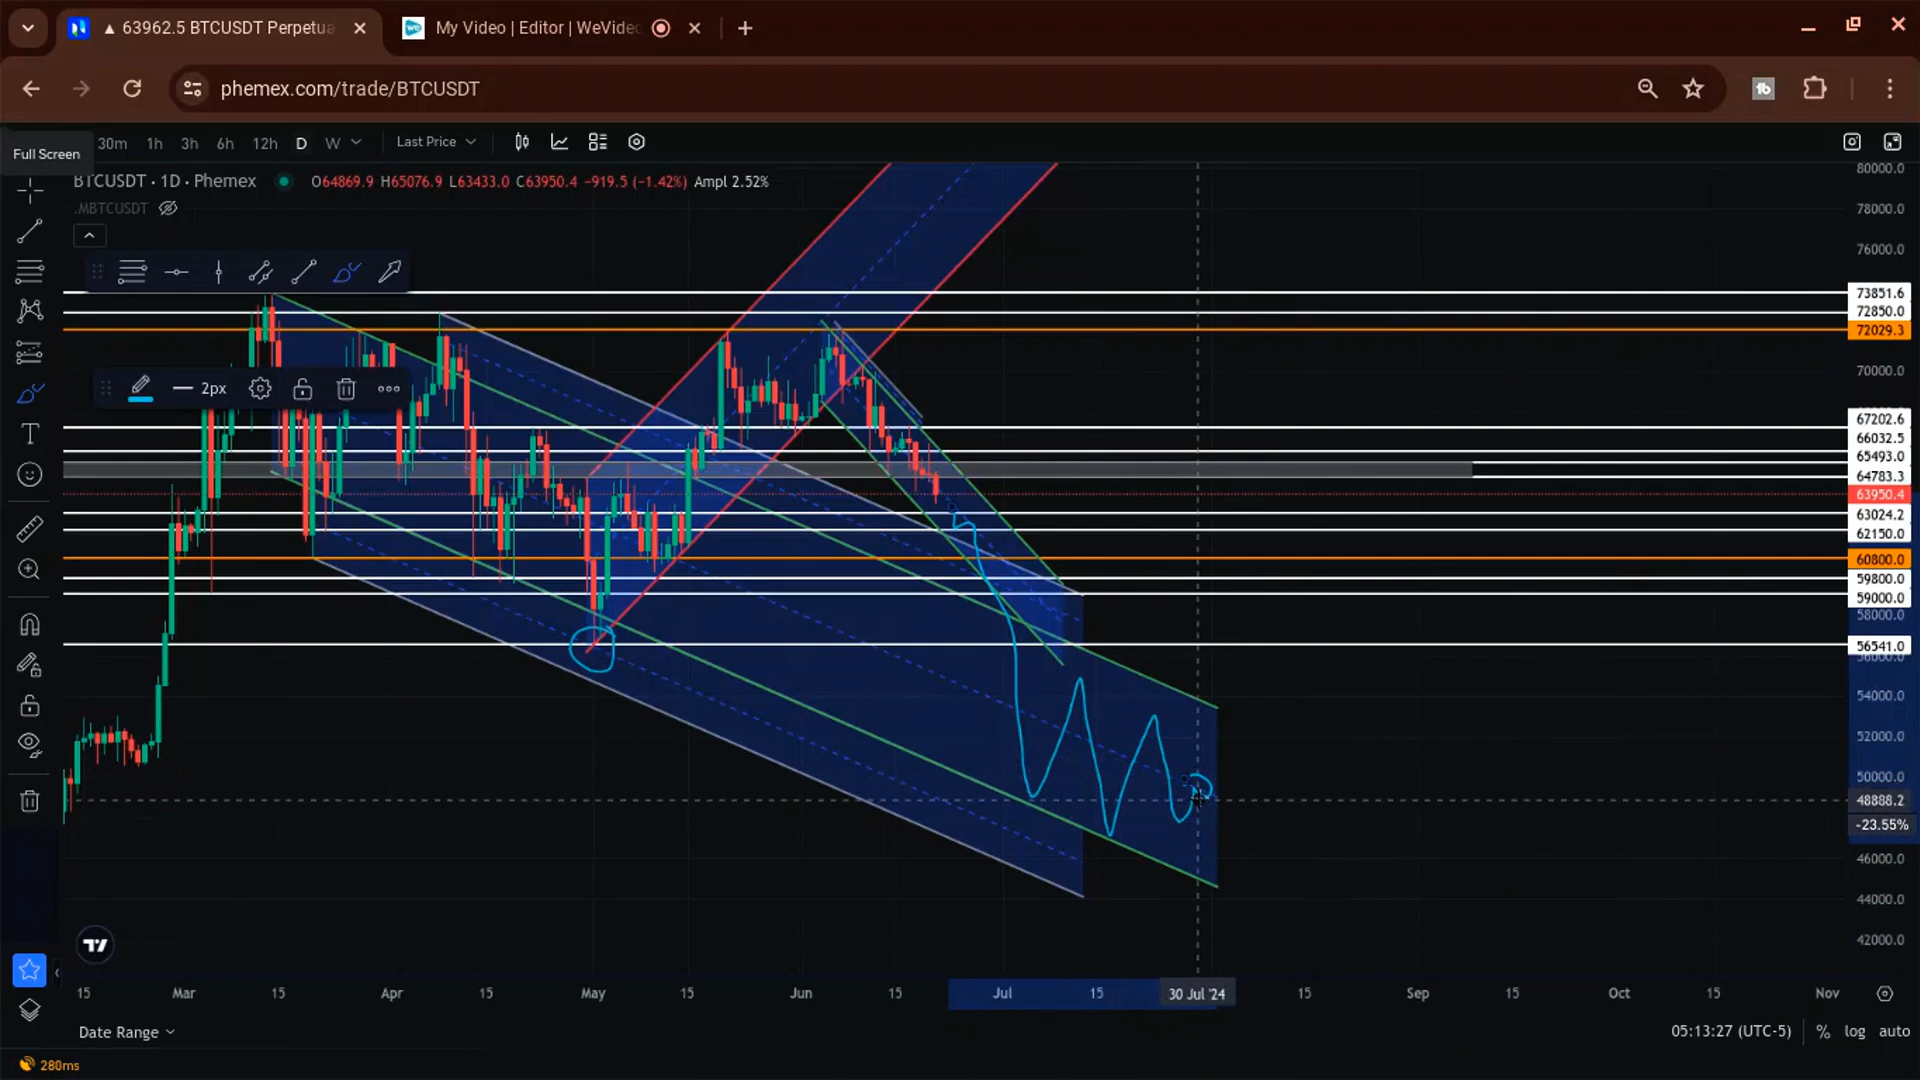 ▲ 63962.5 BTCUSDT Perpetua
My Video | Editor | WeVideo
phemex.com/trade/BTCUSDT
Full Screen
30m 1h 3h 6h 12h D W Last Price
BTCUSDT · 1D · Phemex O64869.9 H65076.9 L63433.0 C63950.4 -919.5 (-1.42%) Ampl 2.52%
.MBTCUSDT
2px
80000.0
78000.0
76000.0
73851.6
72850.0
72029.3
70000.0
67202.6
66032.5
65493.0
64783.3
63950.4
63024.2
62150.0
60800.0
59800.0
59000.0
58000.0
56541.0
56000.0
54000.0
52000.0
50000.0
48888.2
-23.55%
46000.0
44000.0
42000.0
15 Mar 15 Apr 15 May 15 Jun 15 Jul 15 30 Jul '24 15 Sep 15 Oct 15 Nov
Date Range
05:13:27 (UTC-5) % log auto
280ms